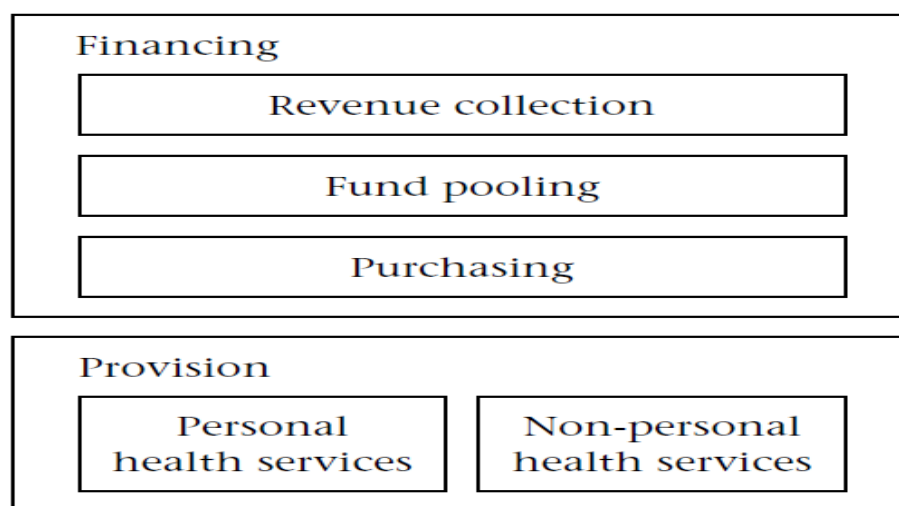 Financing
Revenue collection
Fund pooling
Purchasing
Provision
Personal
health services
Non-personal
health services